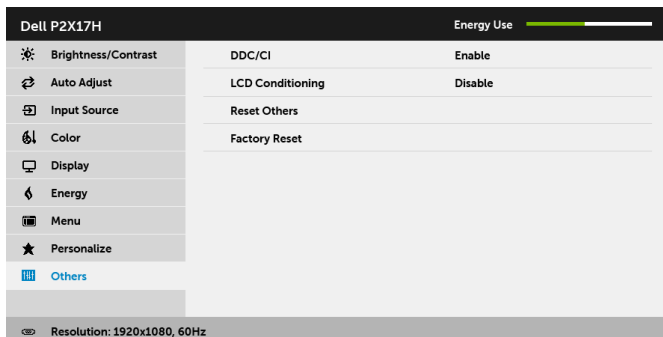 Dell P2X17H Energy Use
Brightness/Contrast DDC/CI Enable
Auto Adjust LCD Conditioning Disable
Input Source Reset Others
Color Factory Reset
Display
Energy
Menu
Personalize
Others
Resolution: 1920x1080, 60Hz